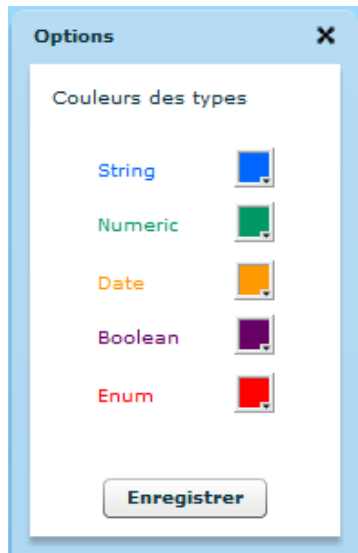 Options
Couleurs des types
String
Numeric
Date
Boolean
Enum
Enregistrer